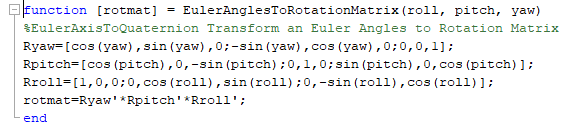 function [rotmat] = EulerAnglesToRotationMatrix(roll, pitch, yaw)
%EulerAxisToQuaternion Transform an Euler Angles to Rotation Matrix
Ryaw=[cos(yaw),sin(yaw),0;-sin(yaw),cos(yaw),0;0,0,1];
Rpitch=[cos(pitch),0,-sin(pitch);0,1,0;sin(pitch),0,cos(pitch)];
Rroll=[1,0,0;0,cos(roll),sin(roll);0,-sin(roll),cos(roll)];
rotmat=Ryaw'*Rpitch'*Rroll';
end